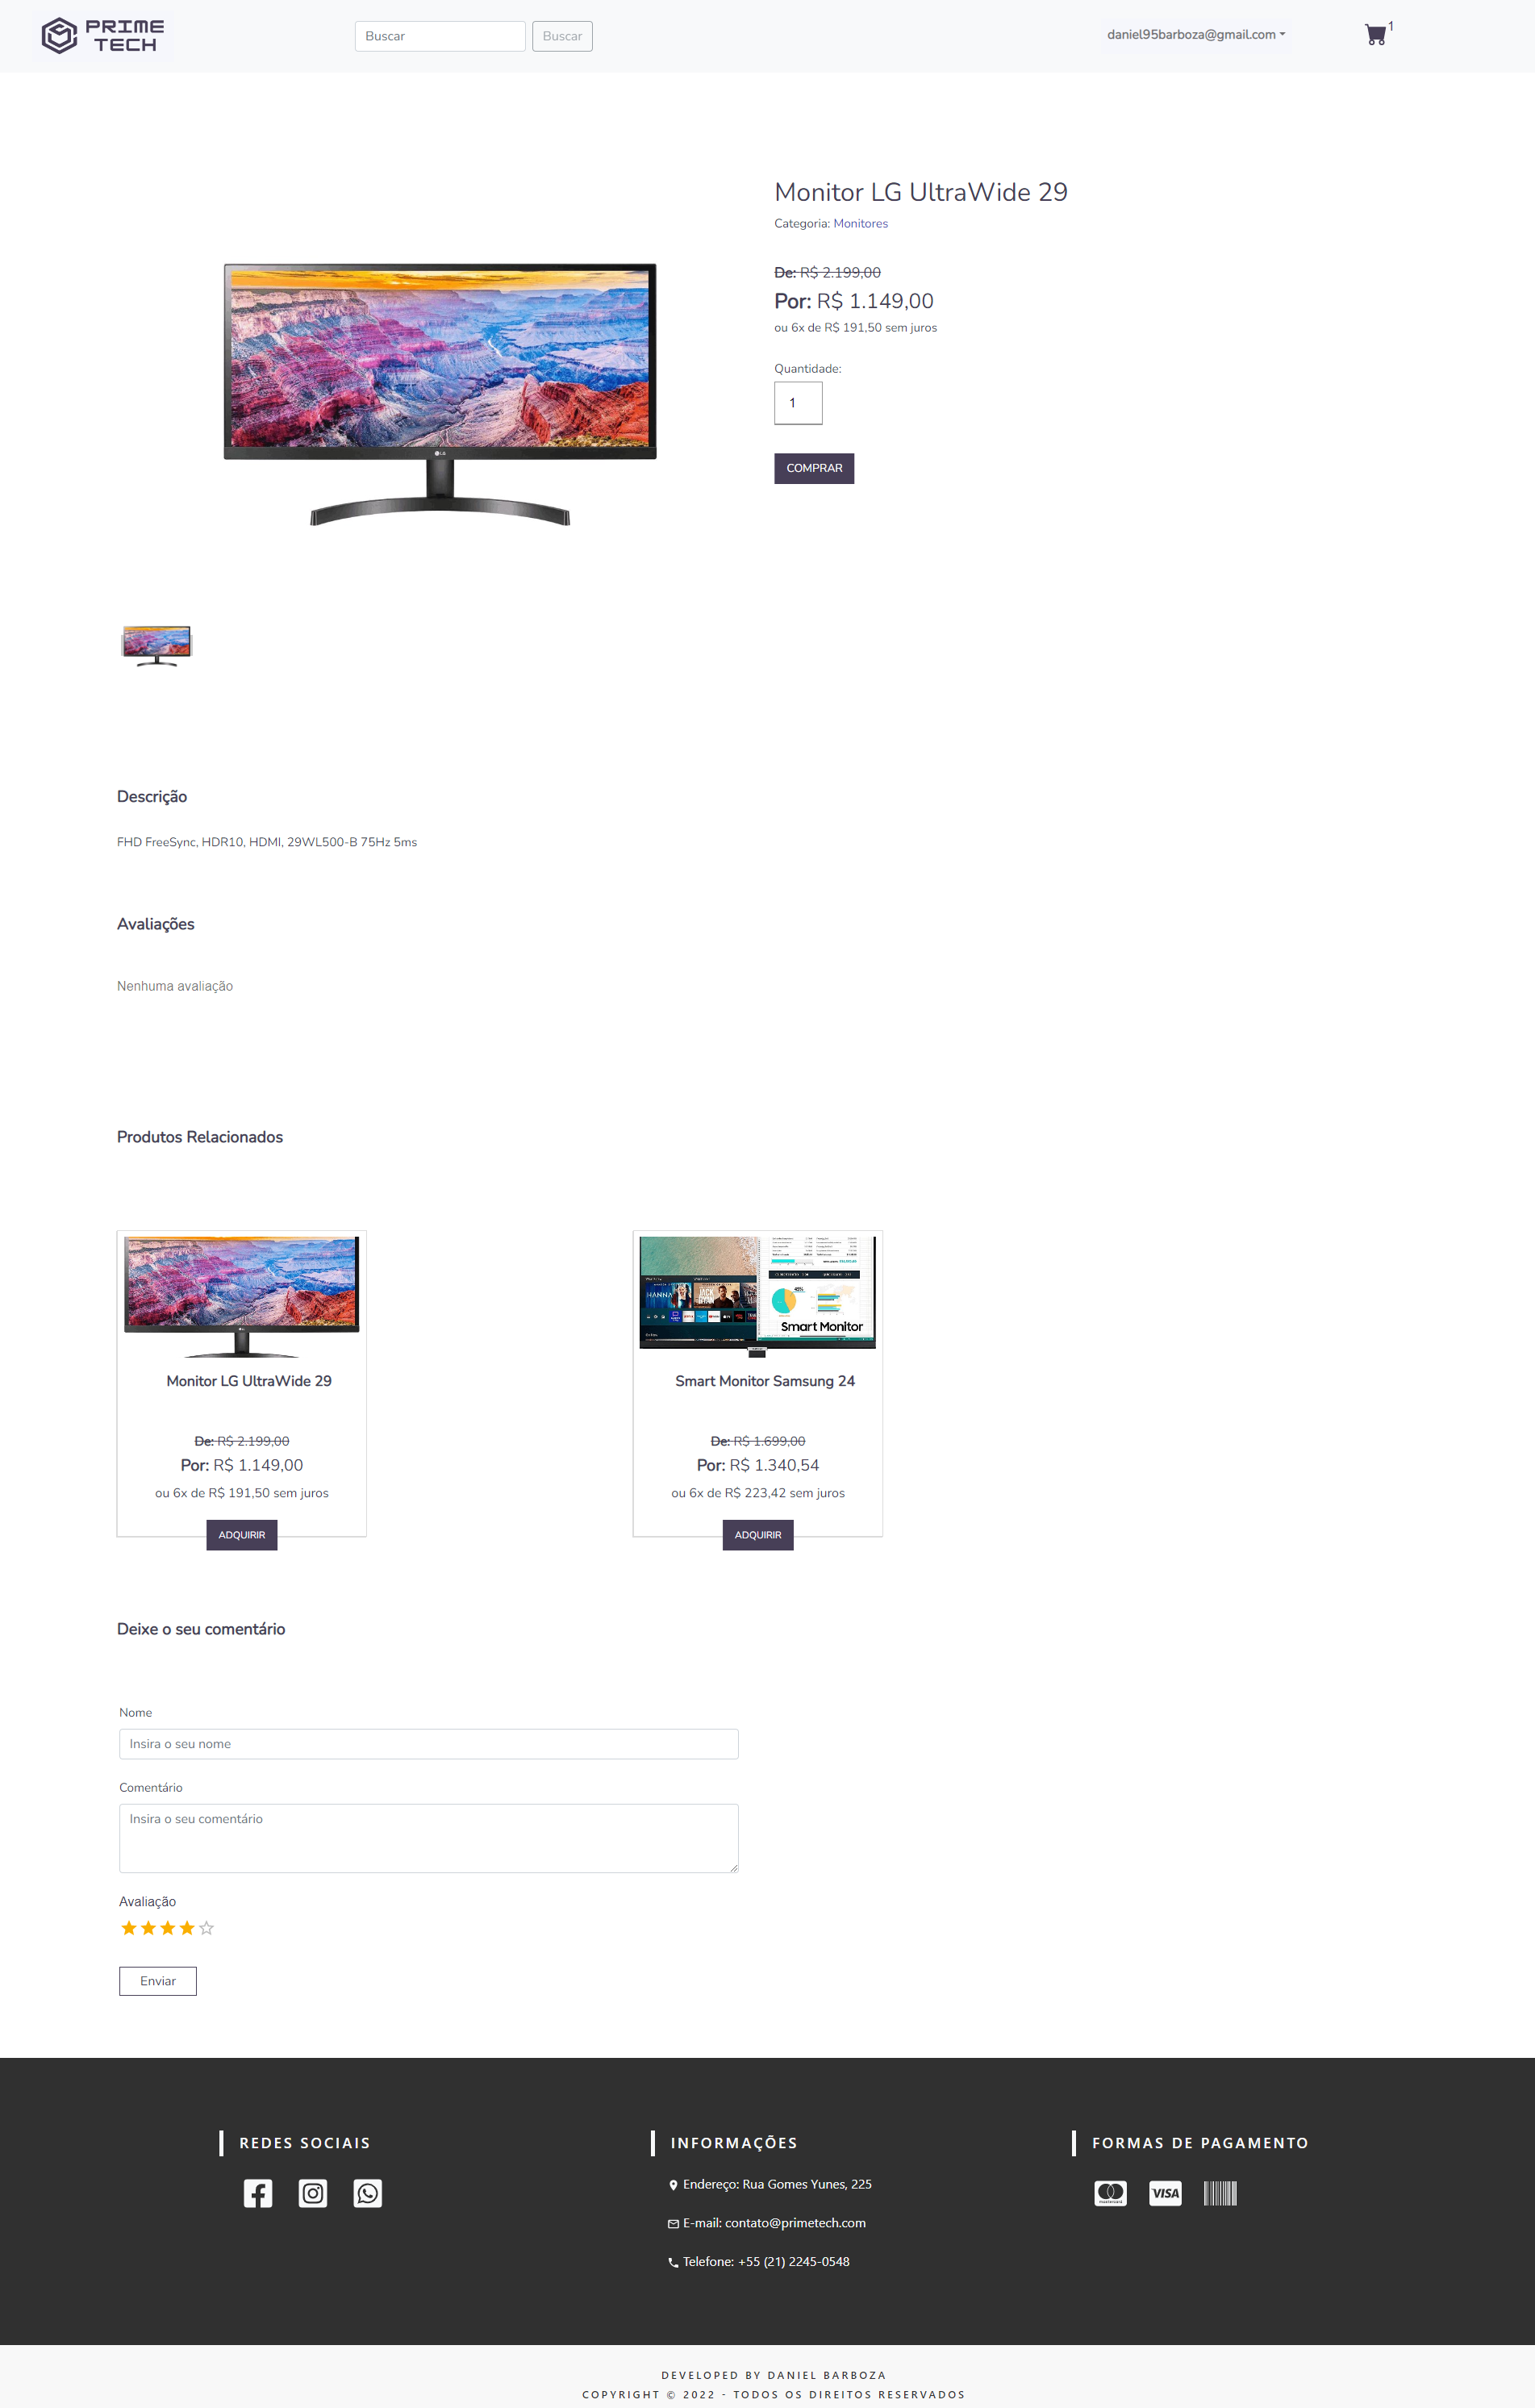 PRIME TECH
Buscar
Buscar
daniel95barboza@gmail.com
1
Monitor LG UltraWide 29
Categoria: Monitores
De: R$ 2.199,00
Por: R$ 1.149,00
ou 6x de R$ 191,50 sem juros
Quantidade:
1
COMPRAR
LG
Descrição
FHD FreeSync, HDR10, HDMI, 29WL500-B 75Hz 5ms
Avaliações
Nenhuma avaliação
Produtos Relacionados
HANNA
JACK RYAN
45%
Smart Monitor
Monitor LG UltraWide 29
De: R$ 2.199,00
Por: R$ 1.149,00
ou 6x de R$ 191,50 sem juros
ADQUIRIR
Smart Monitor Samsung 24
De: R$ 1.699,00
Por: R$ 1.340,54
ou 6x de R$ 223,42 sem juros
ADQUIRIR
Deixe o seu comentário
Nome
Insira o seu nome
Comentário
Insira o seu comentário
Avaliação
Enviar
REDES SOCIAIS
INFORMAÇÕES
Endereço: Rua Gomes Yunes, 225
E-mail: contato@primetech.com
Telefone: +55 (21) 2245-0548
FORMAS DE PAGAMENTO
mastercard
VISA
DEVELOPED BY DANIEL BARBOZA
COPYRIGHT © 2022 - TODOS OS DIREITOS RESERVADOS